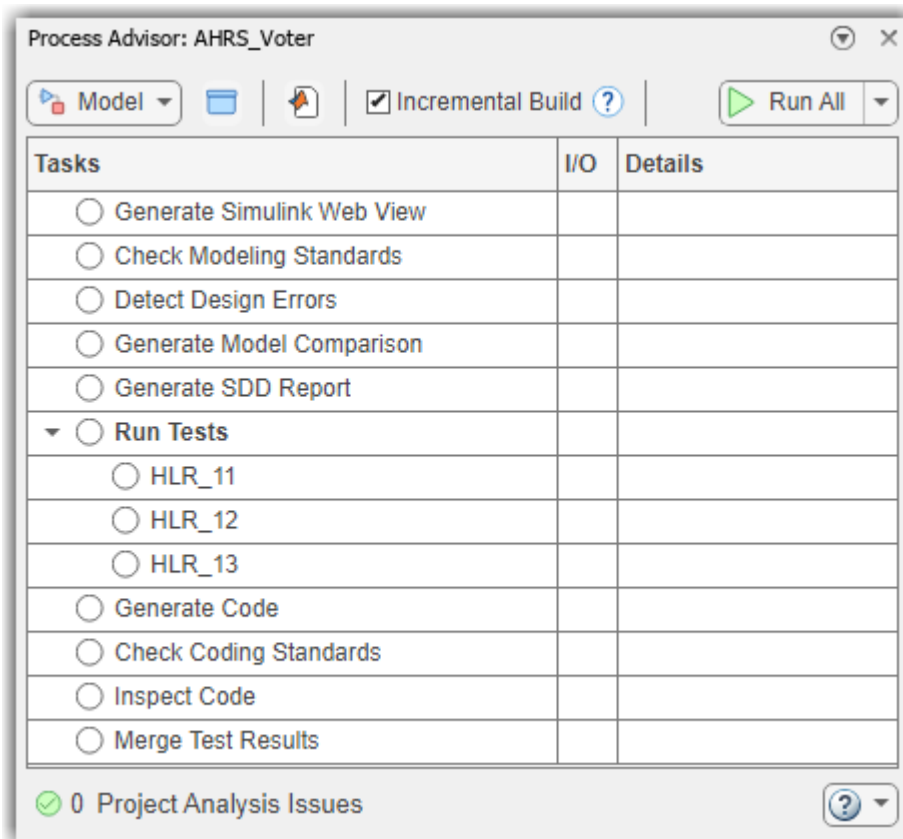 Process Advisor: AHRS_Voter
Model Incremental Build ? Run All
Tasks I/O Details
Generate Simulink Web View
Check Modeling Standards
Detect Design Errors
Generate Model Comparison
Generate SDD Report
Run Tests
HLR_11
HLR_12
HLR_13
Generate Code
Check Coding Standards
Inspect Code
Merge Test Results
0 Project Analysis Issues ?